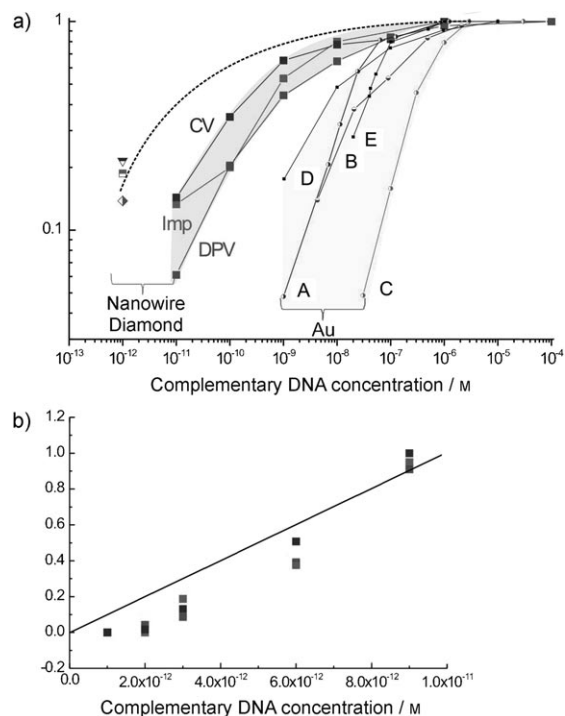 a)
1
0.1
CV
Imp
DPV
D
B
E
A
C
Nanowire
Diamond
Au
10⁻¹³ 10⁻¹² 10⁻¹¹ 10⁻¹⁰ 10⁻⁹ 10⁻⁸ 10⁻⁷ 10⁻⁶ 10⁻⁵ 10⁻⁴
Complementary DNA concentration / M
b)
1.2
1.0
0.8
0.6
0.4
0.2
0.0
-0.2
0.0 2.0x10⁻¹² 4.0x10⁻¹² 6.0x10⁻¹² 8.0x10⁻¹² 1.0x10⁻¹¹
Complementary DNA concentration / M